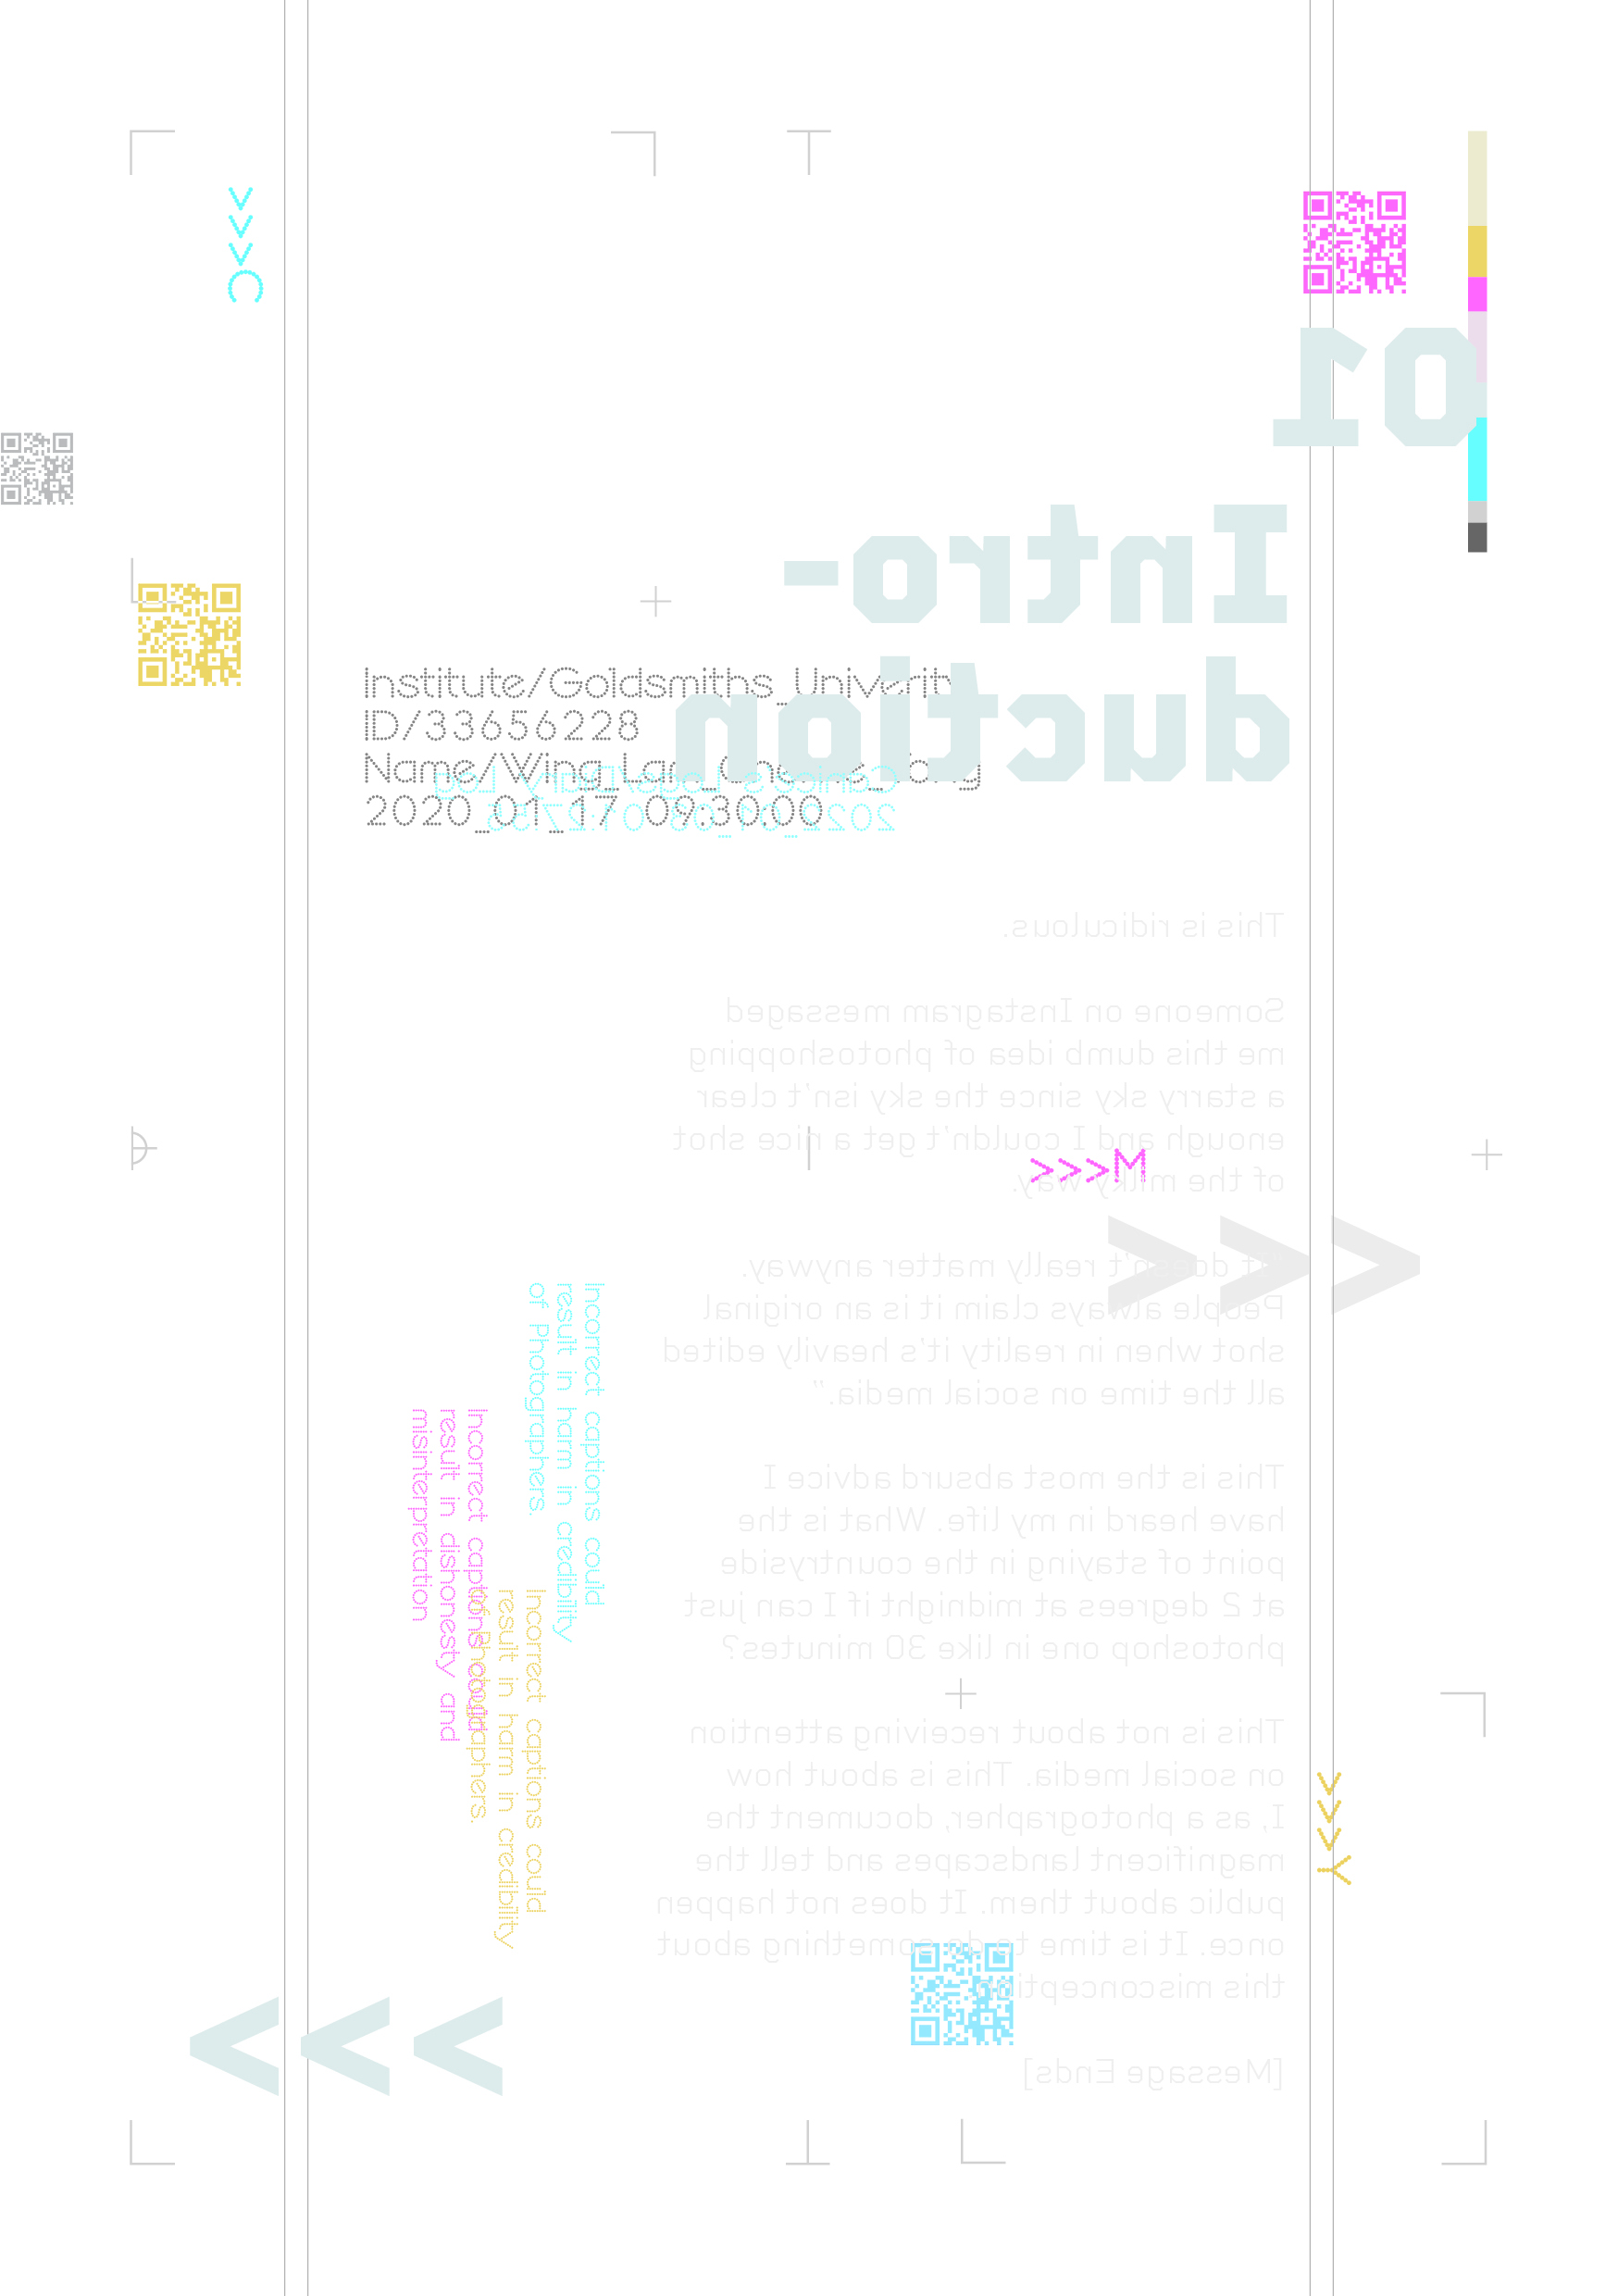 >>>C
01
Intro-
duction
Institute/Goldsmiths_Univerity
ID/33656228
Name/Wing_Lam_
2020_01_17 09:30:00
This is ridiculous.
Someone on Instagram messaged
me this dumb idea of photoshopping
a starry sky since the sky isn't clear
enough and I couldn't get a nice shot
of the milky way.
M<<<
<<<
“It doesn't really matter anyway.
People always claim it is an original
shot when in reality it's heavily edited
all the time on social media.”
This is the most absurd advice I
have heard in my life. What is the
point of staying in the countryside
at 2 degrees at midnight if I can just
photoshop one in like 30 minutes?
This is not about receiving attention
on social media. This is about how
I, as a photographer, document the
magnificent landscapes and tell the
public about them. It does not happen
once. It is time to do something about
this misconception.
[Message Ends]
Incorrect captions could
result in harm in credibility
of Photographers.
Incorrect captions could
result in dishonesty and
misinterpretation
Incorrect captions could
result in harm in credibility
of Photographers.
>>>Y
<<<